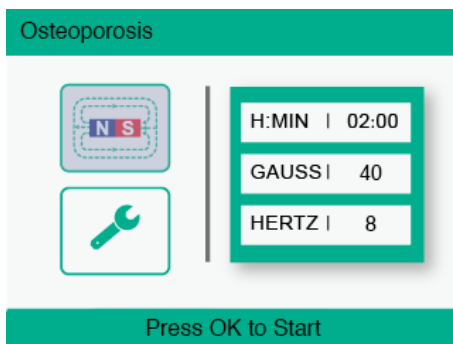 Osteoporosis
N S
H:MIN | 02:00
GAUSS | 40
HERTZ | 8
Press OK to Start